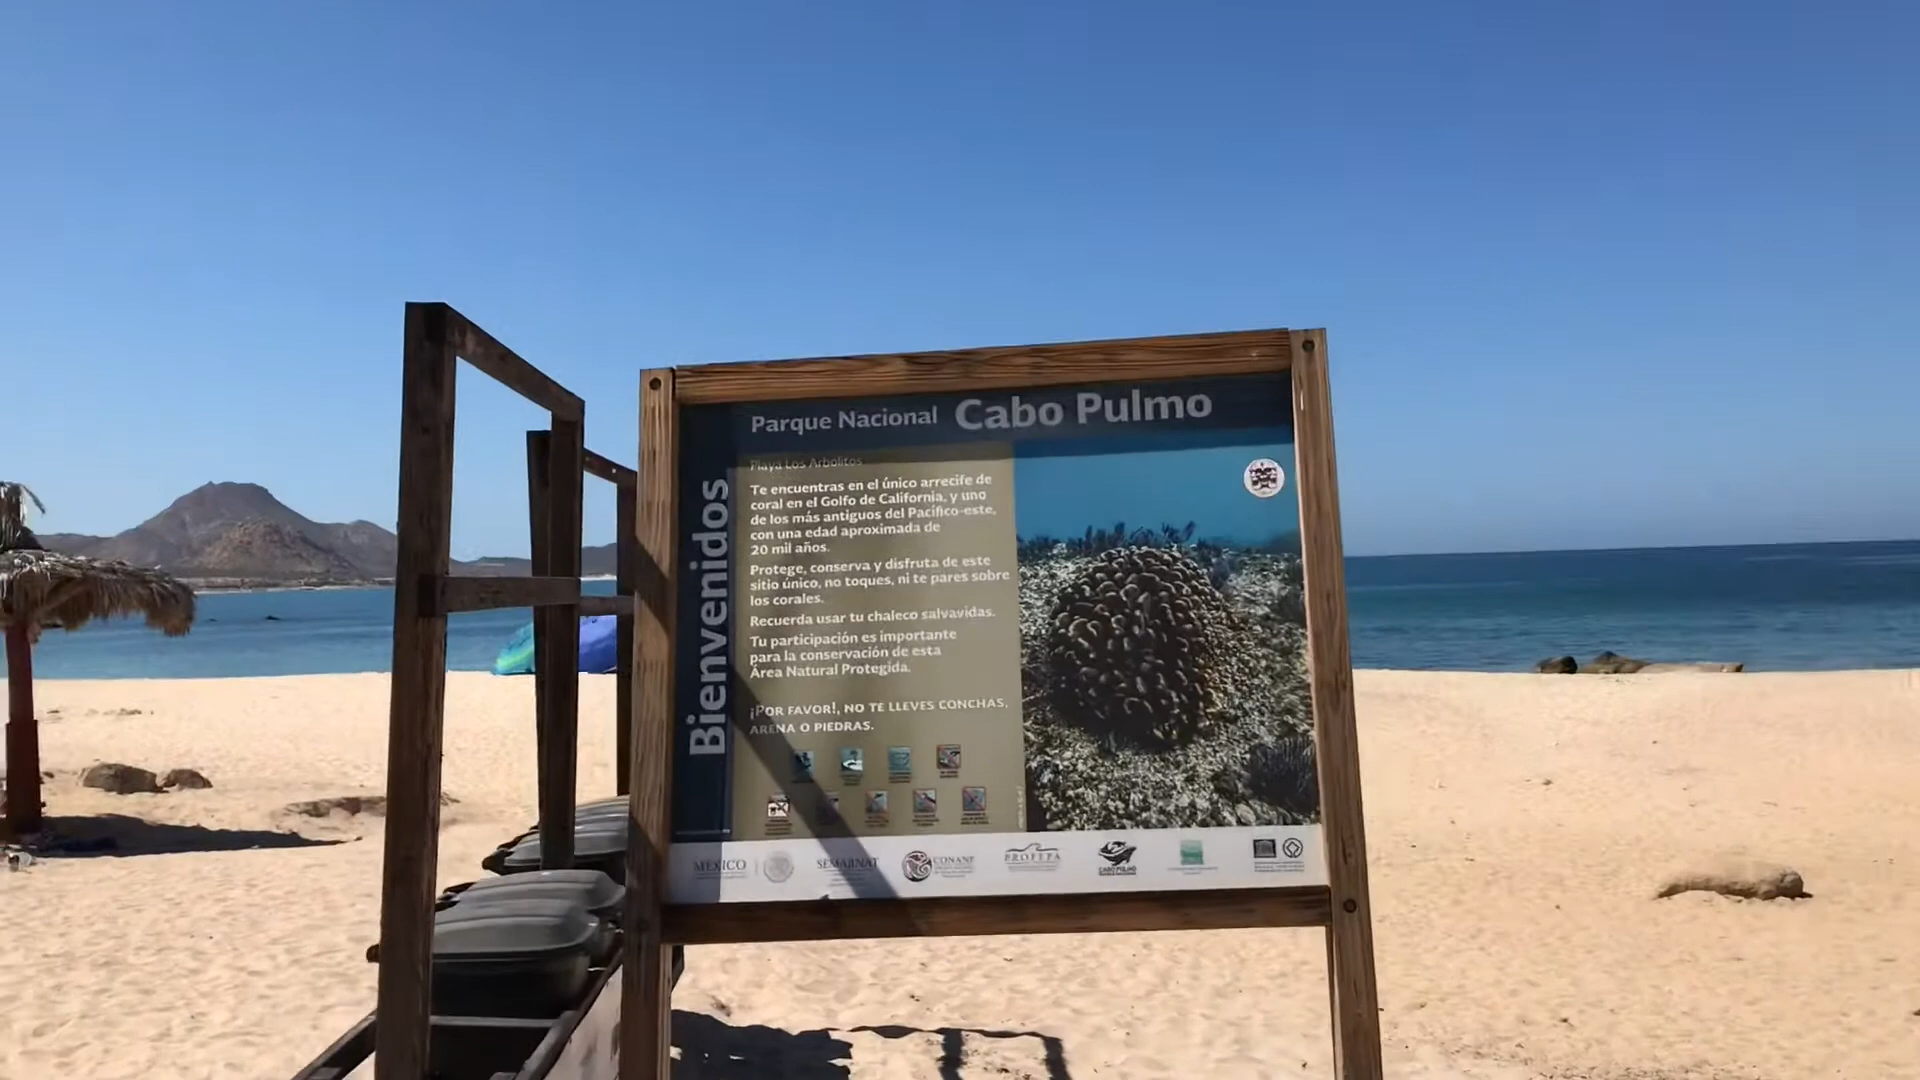 Parque Nacional Cabo Pulmo
Bienvenidos
Playa Los Arbolitos
Te encuentras en el único arrecife de
coral en el Golfo de California, y uno
de los más antiguos del Pacífico-este,
con una edad aproximada de
20 mil años.
Protege, conserva y disfruta de este
sitio único, no toques, ni te pares sobre
los corales.
Recuerda usar tu chaleco salvavidas.
Tu participación es importante
para la conservación de esta
Área Natural Protegida.
¡POR FAVOR!, NO TE LLEVES CONCHAS,
ARENA O PIEDRAS.
MÉXICO
SEMARNAT
CONANP
PROFEPA
CABO PULMO